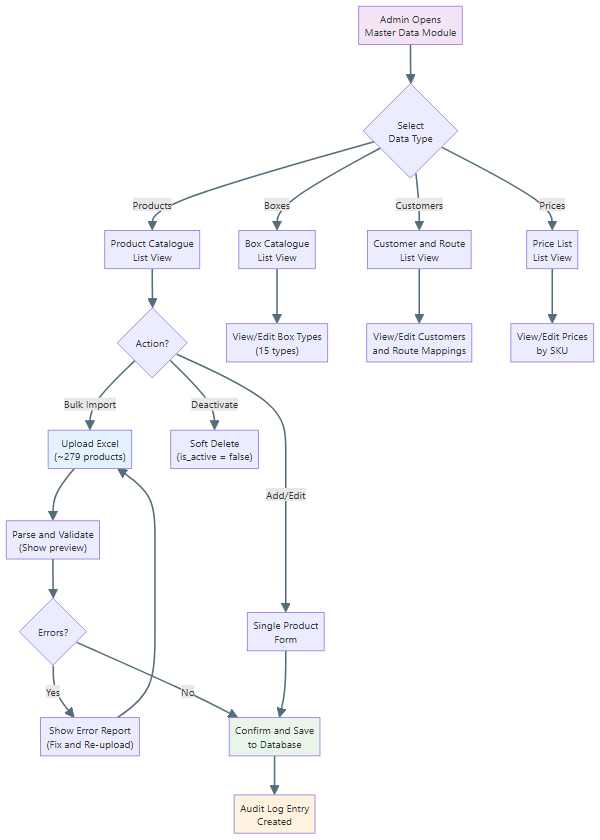 Admin Opens
Master Data Module
Select
Data Type
Products
Boxes
Customers
Prices
Product Catalogue
List View
Box Catalogue
List View
Customer and Route
List View
Price List
List View
Action?
View/Edit Box Types
(15 types)
View/Edit Customers
and Route Mappings
View/Edit Prices
by SKU
Bulk Import
Deactivate
Upload Excel
(~279 products)
Soft Delete
(is_active = false)
Add/Edit
Parse and Validate
(Show preview)
Errors?
Single Product
Form
Yes
No
Show Error Report
(Fix and Re-upload)
Confirm and Save
to Database
Audit Log Entry
Created